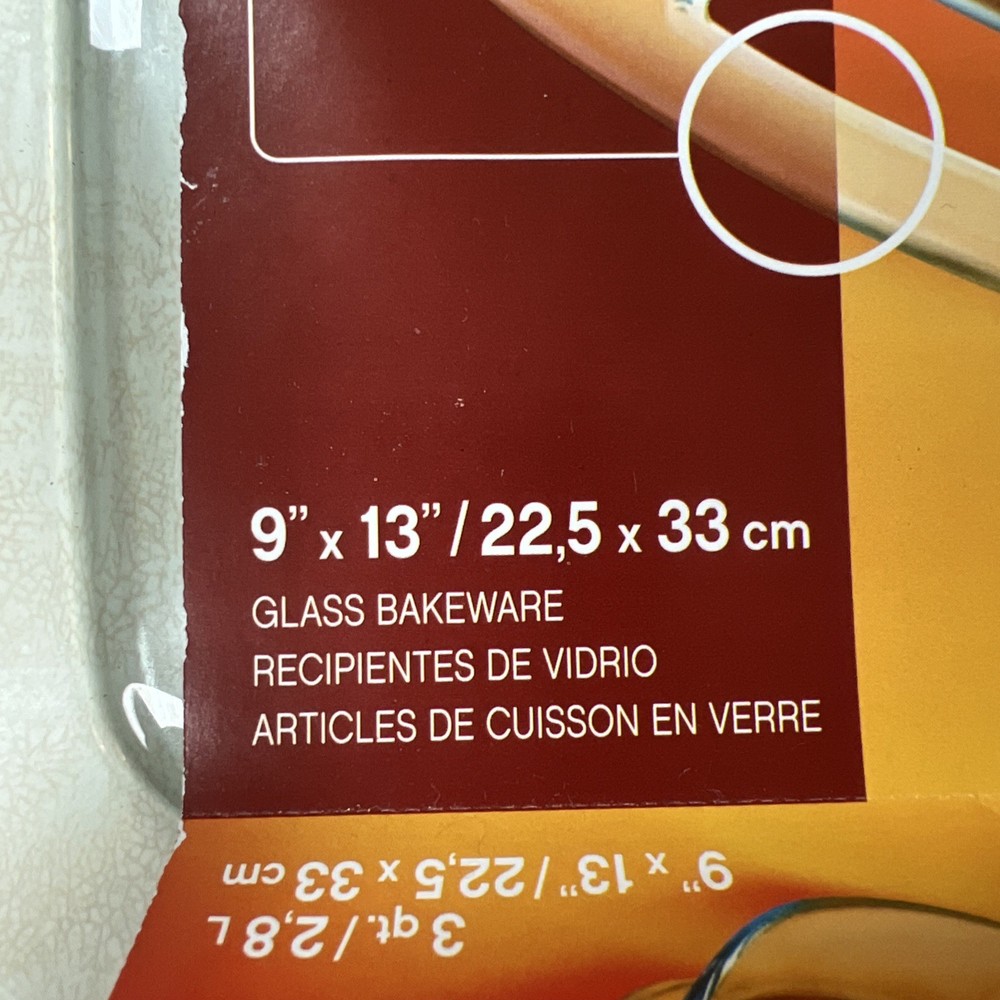 9” x 13” / 22,5 x 33 cm
GLASS BAKEWARE
RECIPIENTES DE VIDRIO
ARTICLES DE CUISSON EN VERRE
9” x 13” / 22,5 x 33 cm
3 qt. / 2,8 L